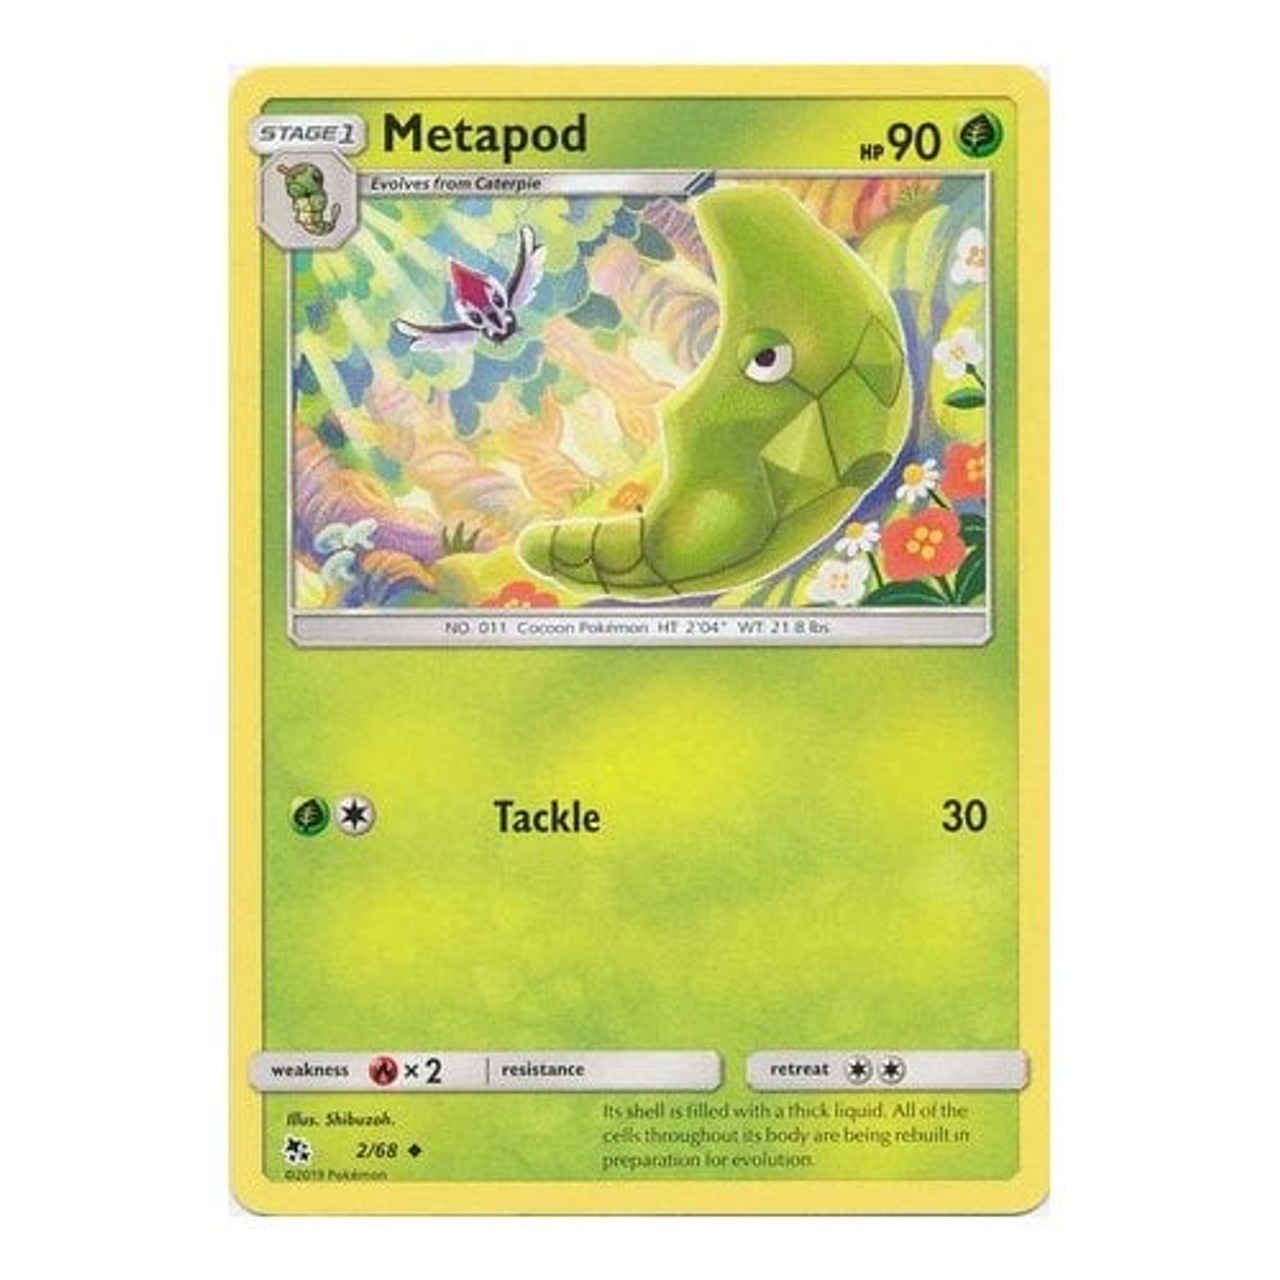 STAGE 1
Metapod
HP 90
Evolves from Caterpie
NO. 011 Cocoon Pokémon HT: 2'04" WT: 21.8 lbs
Tackle 30
weakness ×2 resistance
retreat
Illus. Shibuzoh.
Its shell is filled with a thick liquid. All of the
cells throughout its body are being rebuilt in
preparation for evolution.
2/68
©2019 Pokémon